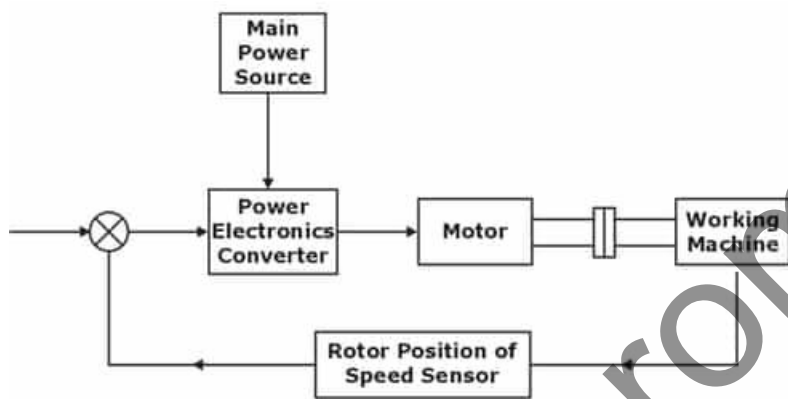 Main
Power
Source
Power
Electronics
Converter
Motor
Working
Machine
Rotor Position of
Speed Sensor